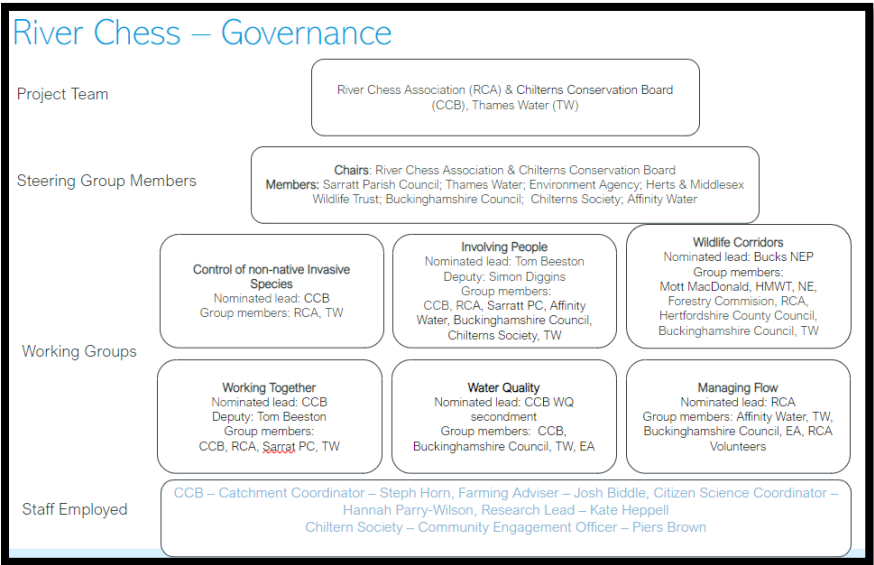 River Chess – Governance
Project Team
River Chess Association (RCA) & Chilterns Conservation Board
(CCB), Thames Water (TW)
Steering Group Members
Chairs: River Chess Association & Chilterns Conservation Board
Members: Sarratt Parish Council; Thames Water; Environment Agency; Herts & Middlesex
Wildlife Trust; Buckinghamshire Council; Chilterns Society; Affinity Water
Working Groups
Control of non-native Invasive
Species
Nominated lead: CCB
Group members: RCA, TW
Involving People
Nominated lead: Tom Beeston
Deputy: Simon Diggins
Group members:
CCB, RCA, Sarratt PC, Affinity
Water, Buckinghamshire Council,
Chilterns Society, TW
Wildlife Corridors
Nominated lead: Bucks NEP
Group members:
Mott MacDonald, HMWT, NE,
Forestry Commision, RCA,
Hertfordshire County Council,
Buckinghamshire Council, TW
Working Together
Nominated lead: CCB
Deputy: Tom Beeston
Group members:
CCB, RCA, Sarrat PC, TW
Water Quality
Nominated lead: CCB WQ
secondment
Group members: CCB,
Buckinghamshire Council, TW, EA
Managing Flow
Nominated lead: RCA
Group members: Affinity Water, TW,
Buckinghamshire Council, EA, RCA
Volunteers
Staff Employed
CCB – Catchment Coordinator – Steph Horn, Farming Adviser – Josh Biddle, Citizen Science Coordinator –
Hannah Parry-Wilson, Research Lead – Kate Heppell
Chiltern Society – Community Engagement Officer – Piers Brown